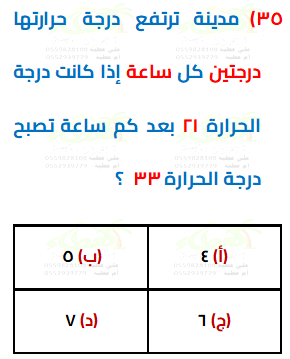 ٣٥) مدينة ترتفع درجة حرارتها
درجتين كل ساعة إذا كانت درجة
الحرارة ٢١ بعد كم ساعة تصبح
درجة الحرارة ٣٣ ؟
(أ) ٤ (ب) ٥
(ج) ٦ (د) ٧